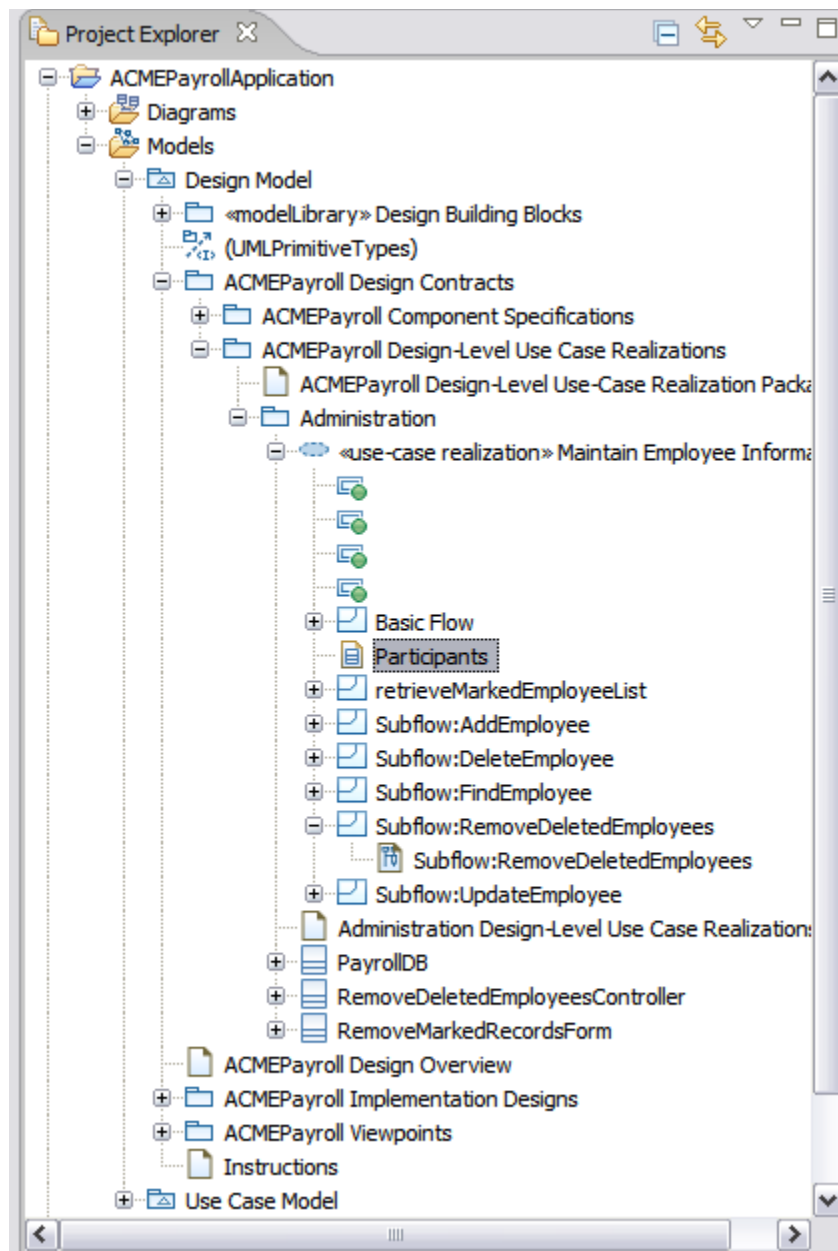 Project Explorer
ACMEPayrollApplication
Diagrams
Models
Design Model
«modelLibrary» Design Building Blocks
(UMLPrimitiveTypes)
ACMEPayroll Design Contracts
ACMEPayroll Component Specifications
ACMEPayroll Design-Level Use Case Realizations
ACMEPayroll Design-Level Use-Case Realization Packa
Administration
«use-case realization» Maintain Employee Informa
Basic Flow
Participants
retrieveMarkedEmployeeList
Subflow:AddEmployee
Subflow:DeleteEmployee
Subflow:FindEmployee
Subflow:RemoveDeletedEmployees
Subflow:RemoveDeletedEmployees
Subflow:UpdateEmployee
Administration Design-Level Use Case Realizations
PayrollDB
RemoveDeletedEmployeesController
RemoveMarkedRecordsForm
ACMEPayroll Design Overview
ACMEPayroll Implementation Designs
ACMEPayroll Viewpoints
Instructions
Use Case Model